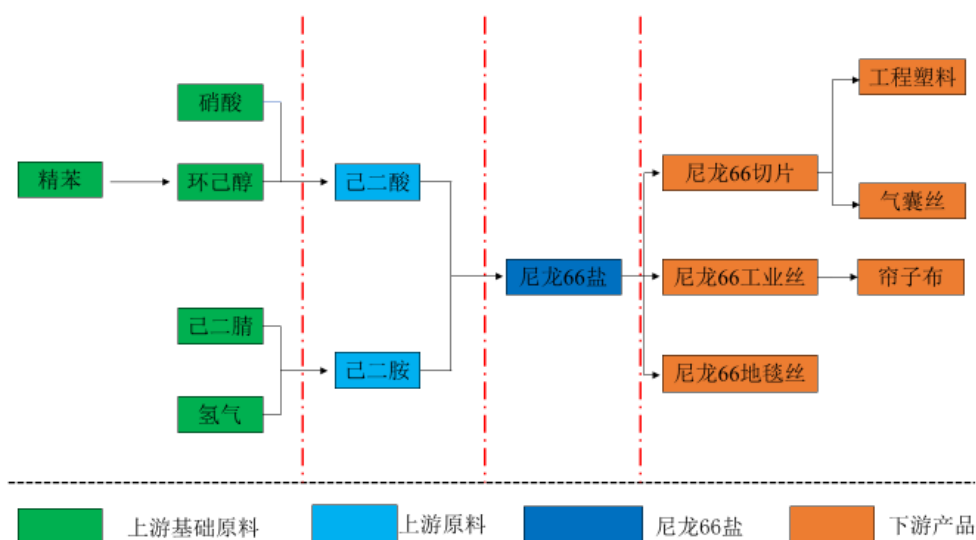 工程塑料
硝酸
精苯
环己醇
己二酸
尼龙66切片
气囊丝
尼龙66盐
尼龙66工业丝
帘子布
己二腈
己二胺
尼龙66地毯丝
氢气
上游基础原料
上游原料
尼龙66盐
下游产品